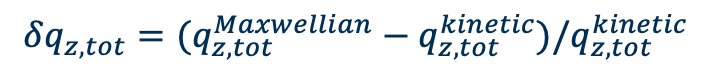 δq_{z,tot} = (q_{z,tot}^{Maxwellian} − q_{z,tot}^{kinetic})/q_{z,tot}^{kinetic}